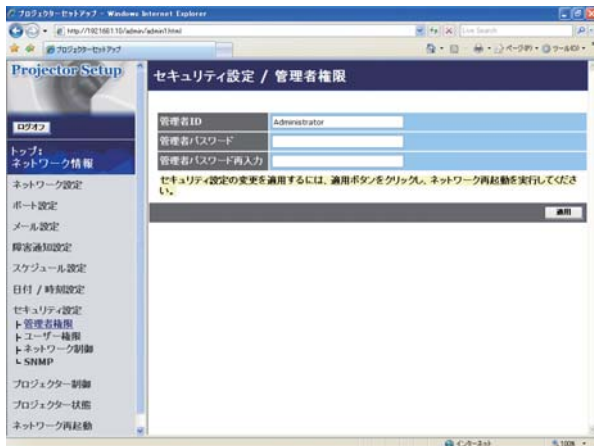 プロジェクターセットアップ - Windows Internet Explorer
http://192.168.1.10/admin/admin1.html
Live Search
プロジェクターセットアップ
ページ(P)
ツール(O)
Projector Setup
ログオフ
トップ:
ネットワーク情報
ネットワーク設定
ポート設定
メール設定
障害通知設定
スケジュール設定
日付 / 時刻設定
セキュリティ設定
管理者権限
ユーザー権限
ネットワーク制御
SNMP
プロジェクター制御
プロジェクター状態
ネットワーク再起動
セキュリティ設定 / 管理者権限
管理者ID Administrator
管理者パスワード
管理者パスワード再入力
セキュリティ設定の変更を適用するには、適用ボタンをクリックし、ネットワーク再起動を実行してくださ
い。
適用
イントラネット
100%